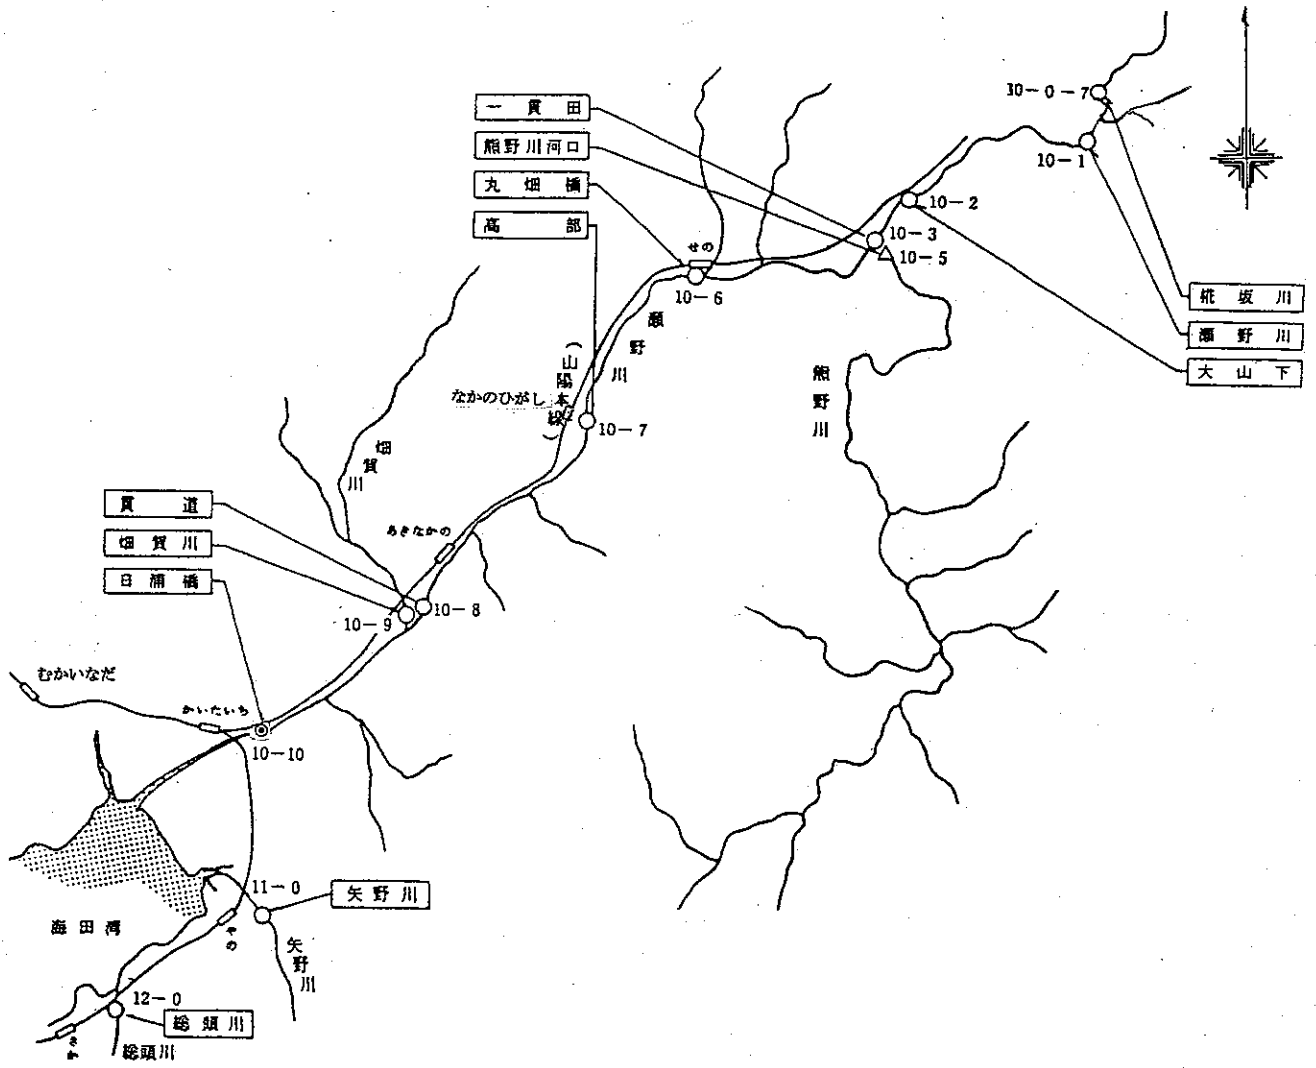 一貫田
熊野川河口
丸畑橋
高部
30-0-7
10-1
10-2
10-3
10-5
せの
10-6
瀬野川
(山陽本線)
なかのひがし
10-7
熊野川
椛坂川
瀬野川
大山下
畑賀川
貫道
畑賀川
日浦橋
あきなかの
10-8
10-9
むかいなだ
かいたいち
10-10
11-0
矢野川
海田湾
やの
矢野川
12-0
総頭川
さか
総頭川